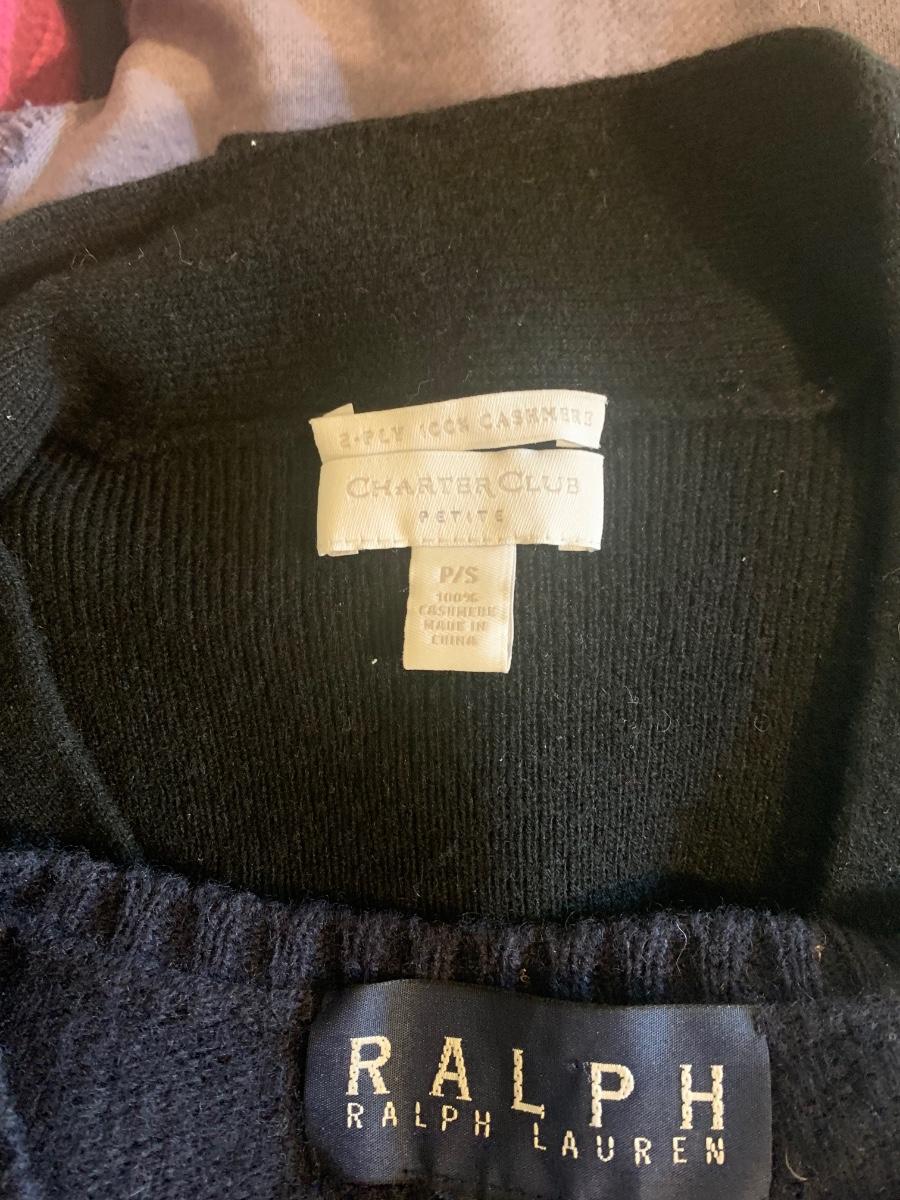 2-PLY 100% CASHMERE
CHARTER CLUB
PETITE
P/S
100%
CASHMERE
MADE IN
CHINA
RALPH
RALPH LAUREN